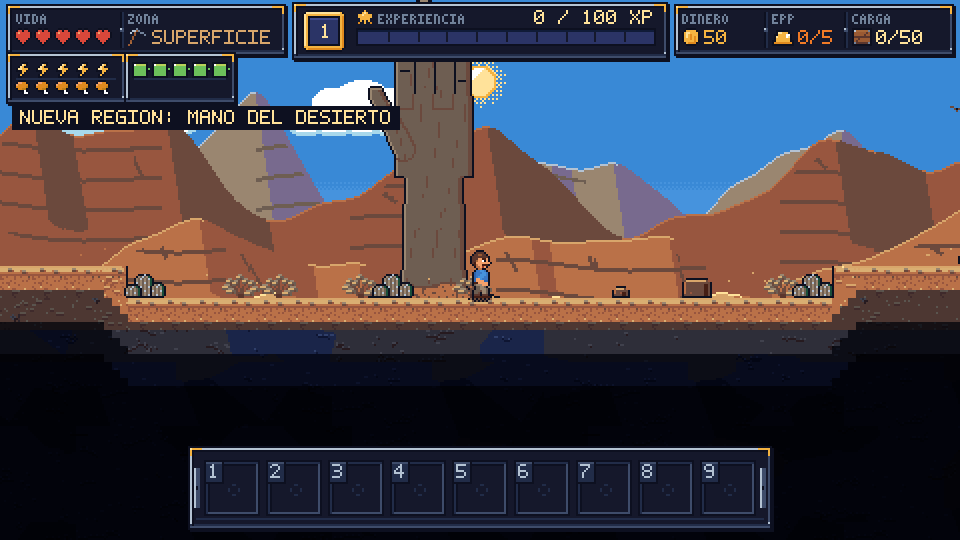 VIDA
ZONA
SUPERFICIE
1
EXPERIENCIA
0 / 100 XP
DINERO
50
EPP
0/5
CARGA
0/50
NUEVA REGION: MANO DEL DESIERTO
1 2 3 4 5 6 7 8 9